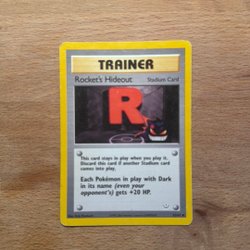 TRAINER
Rocket's Hideout
Stadium Card
R
This card stays in play when you play it.
Discard this card if another Stadium card
comes into play.
Each Pokémon in play with Dark
in its name (even your
opponent's) gets +20 HP.